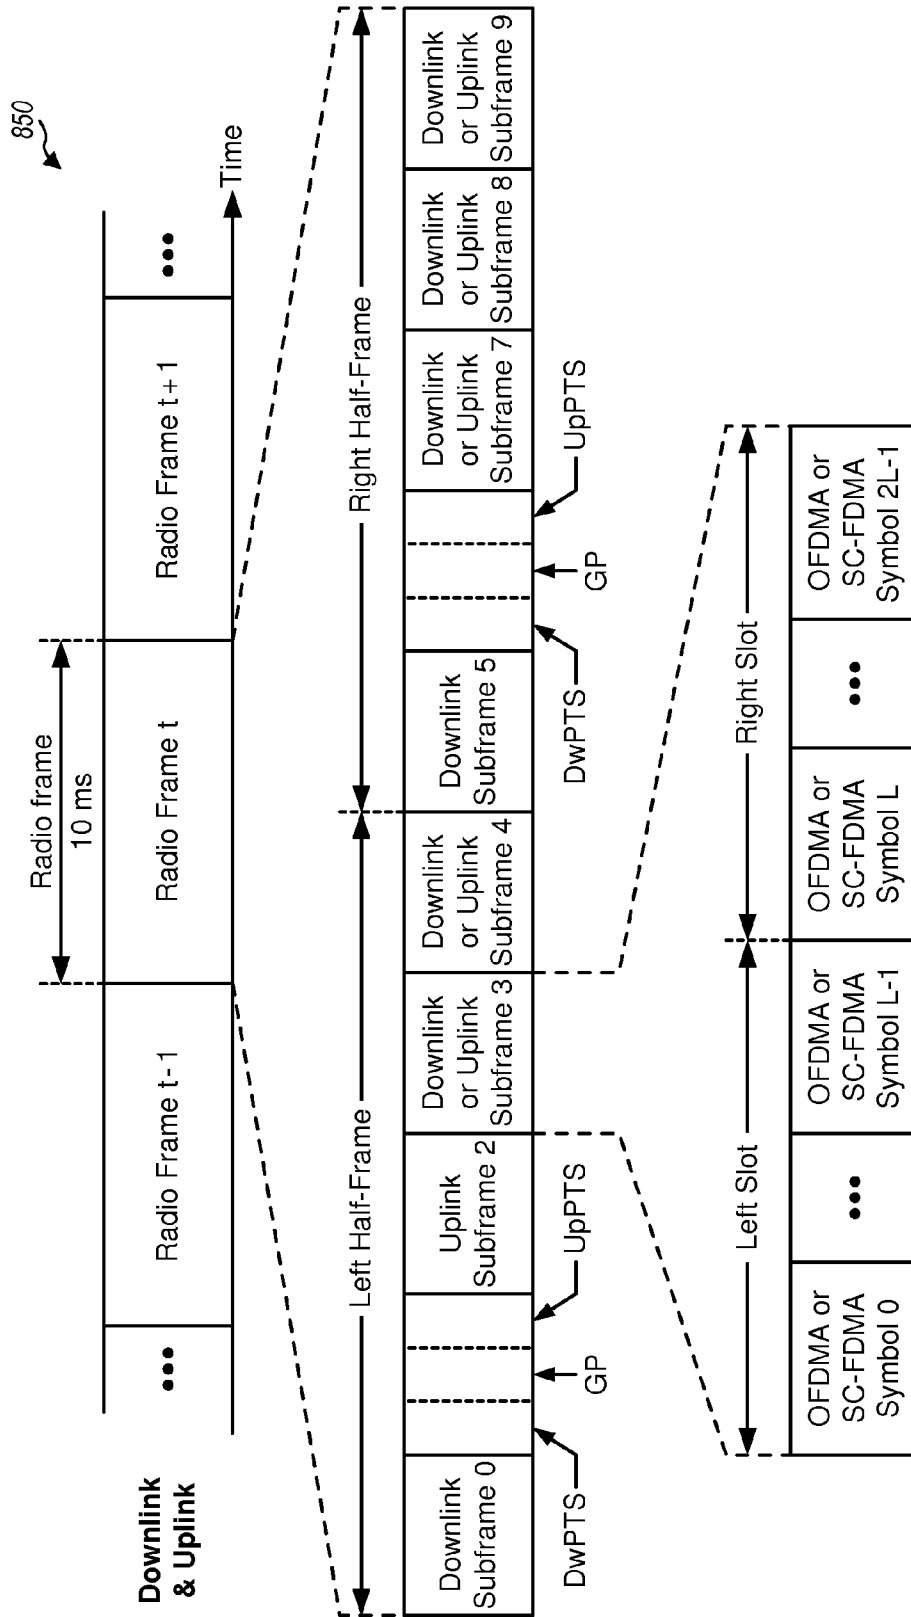 850
Downlink
& Uplink
Radio frame
10 ms
•••
Radio Frame t-1
Radio Frame t
Radio Frame t+1
•••
Time
Left Half-Frame
Right Half-Frame
Downlink
Subframe 0
Uplink
Subframe 2
Downlink
or Uplink
Subframe 3
Downlink
or Uplink
Subframe 4
Downlink
Subframe 5
Downlink
or Uplink
Subframe 7
Downlink
or Uplink
Subframe 8
Downlink
or Uplink
Subframe 9
DwPTS
GP
UpPTS
DwPTS
GP
UpPTS
Left Slot
Right Slot
OFDMA or
SC-FDMA
Symbol 0
•••
OFDMA or
SC-FDMA
Symbol L-1
OFDMA or
SC-FDMA
Symbol L
•••
OFDMA or
SC-FDMA
Symbol 2L-1